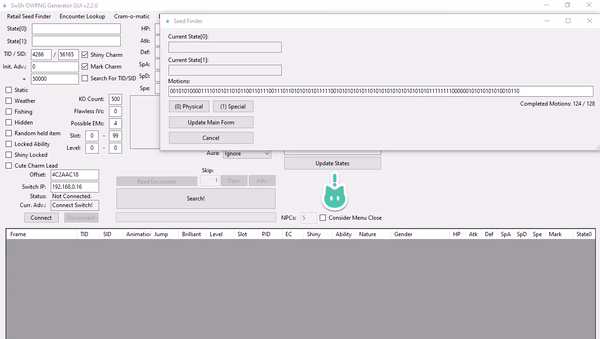 SwSh OWRNG Generator GUI v2.2.0
Retail Seed Finder Encounter Lookup Cram-o-matic
Seed Finder
State[0]:
HP:
Current State[0]:
State[1]:
Atk:
TID / SID: 4266 / 56165 Shiny Charm
Def:
Current State[1]:
Init. Adv.: 0 Mark Charm
SpA:
+ 50000 Search For TID/SID
SpD:
Motions:
Static
Spe:
Weather KO Count: 500
(0) Physical (1) Special
Completed Motions: 124 / 128
Fishing Flawless IVs: 0
Update Main Form
Hidden Possible EMs: 4
Cancel
Random held item Slot: 0 - 99
Locked Ability Level: 0 - 0
Shiny Locked
Aura: Ignore
Cute Charm Lead
Update States
Skip:
Offset: 4C2AAC18
Read Encounter 1 Days Adv.
Switch IP: 192.168.0.16
Search!
Status: Not Connected.
Curr. Adv.: Connect Switch!
Connect Disconnect
NPCs: 5 Consider Menu Close
Frame TID SID Animation Jump Brilliant Level Slot PID EC Shiny Ability Nature Gender HP Atk Def SpA SpD Spe Mark State0